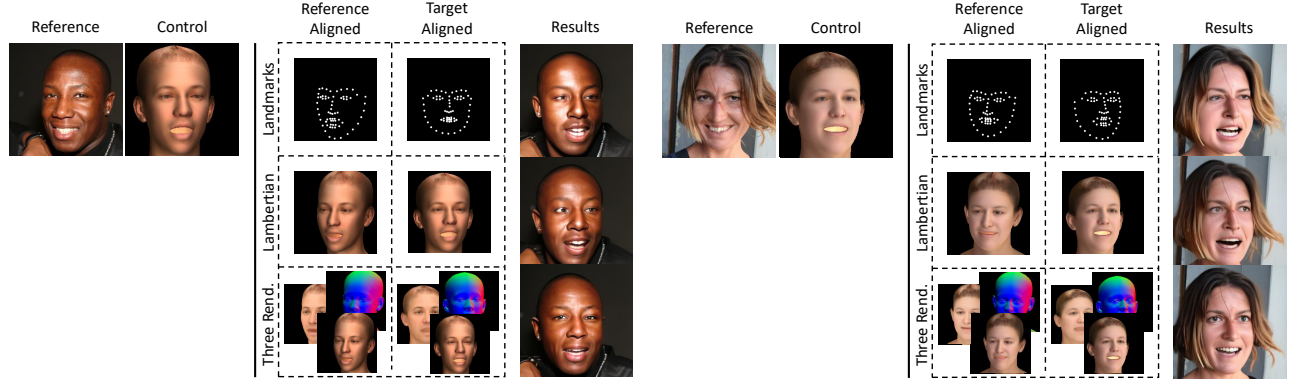 Reference
Control
Reference
Aligned
Target
Aligned
Results
Landmarks
Lambertian
Three Rend.
Reference
Control
Reference
Aligned
Target
Aligned
Results
Landmarks
Lambertian
Three Rend.